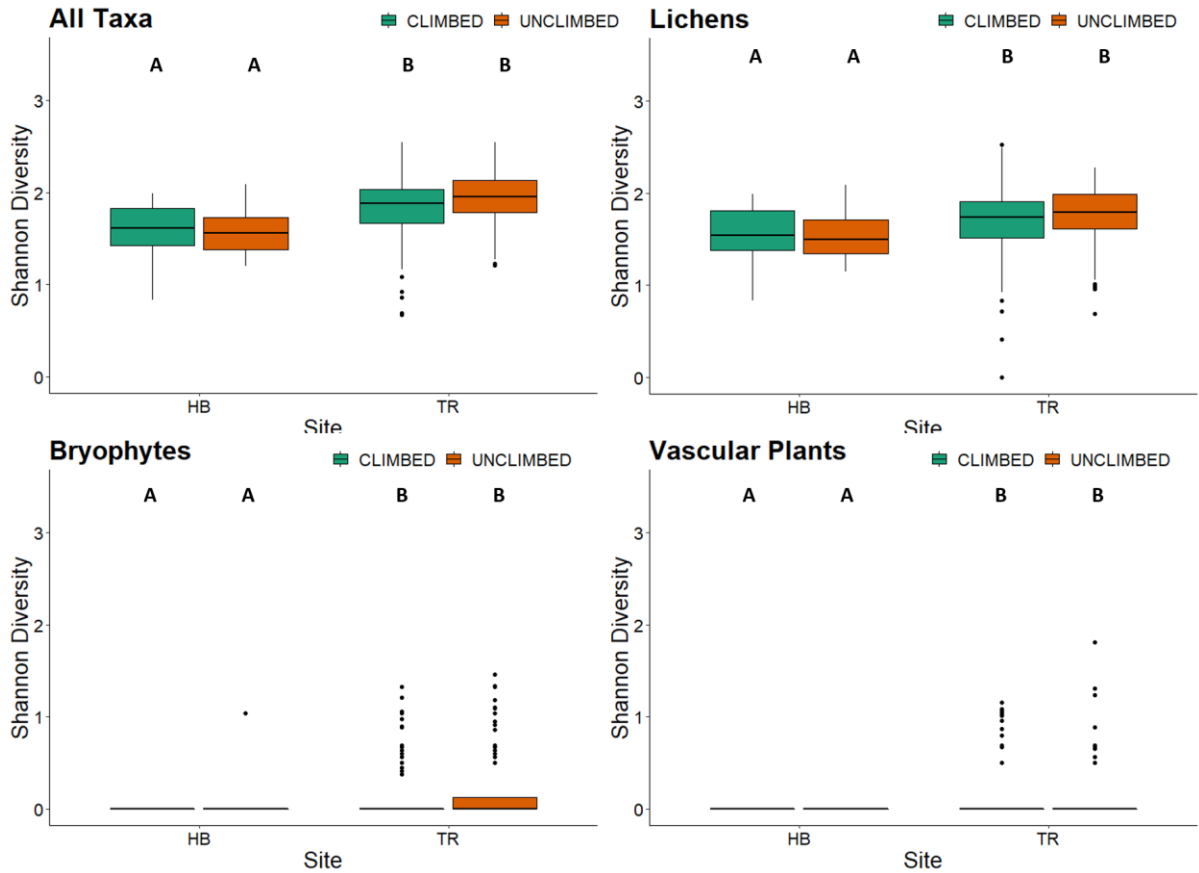 All Taxa
CLIMBED UNCLIMBED
A A B B
3
2
1
0
Shannon Diversity
HB TR
Site
Lichens
CLIMBED UNCLIMBED
A A B B
3
2
1
0
Shannon Diversity
HB TR
Site
Bryophytes
CLIMBED UNCLIMBED
A A B B
3
2
1
0
Shannon Diversity
HB TR
Site
Vascular Plants
CLIMBED UNCLIMBED
A A B B
3
2
1
0
Shannon Diversity
HB TR
Site